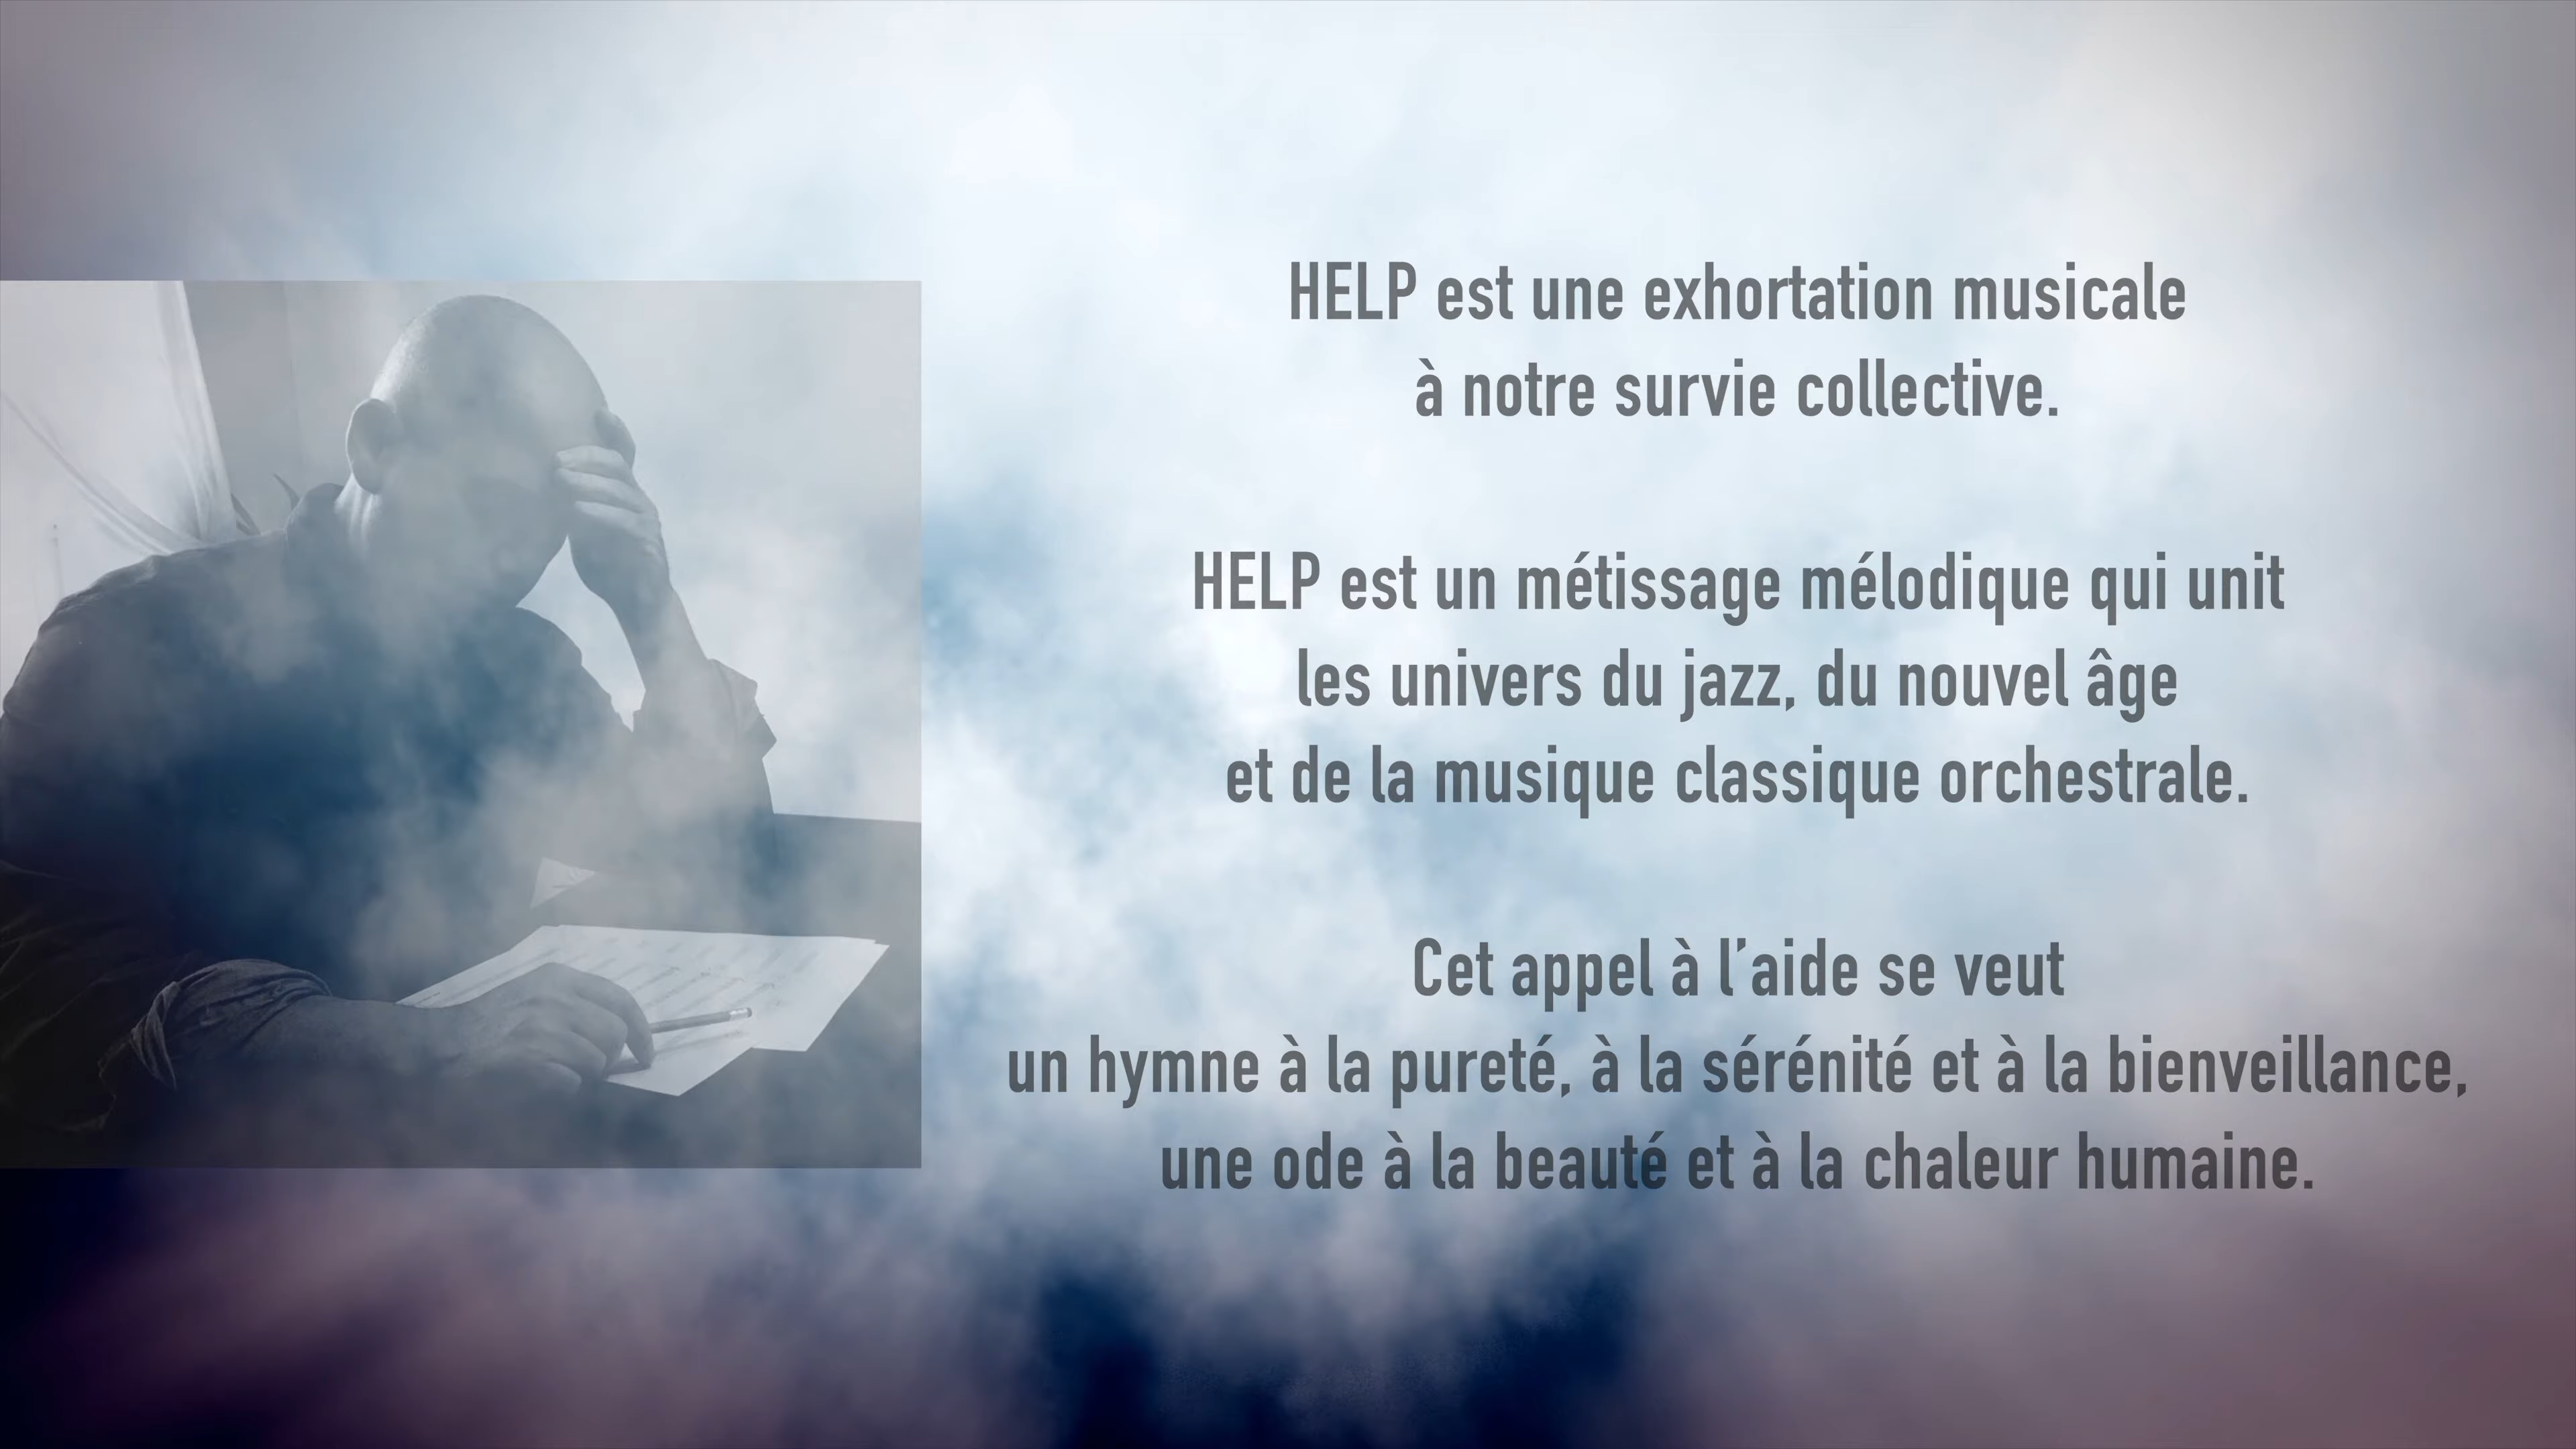 HELP est une exhortation musicale
à notre survie collective.
HELP est un métissage mélodique qui unit
les univers du jazz, du nouvel âge
et de la musique classique orchestrale.
Cet appel à l’aide se veut
un hymne à la pureté, à la sérénité et à la bienveillance,
une ode à la beauté et à la chaleur humaine.